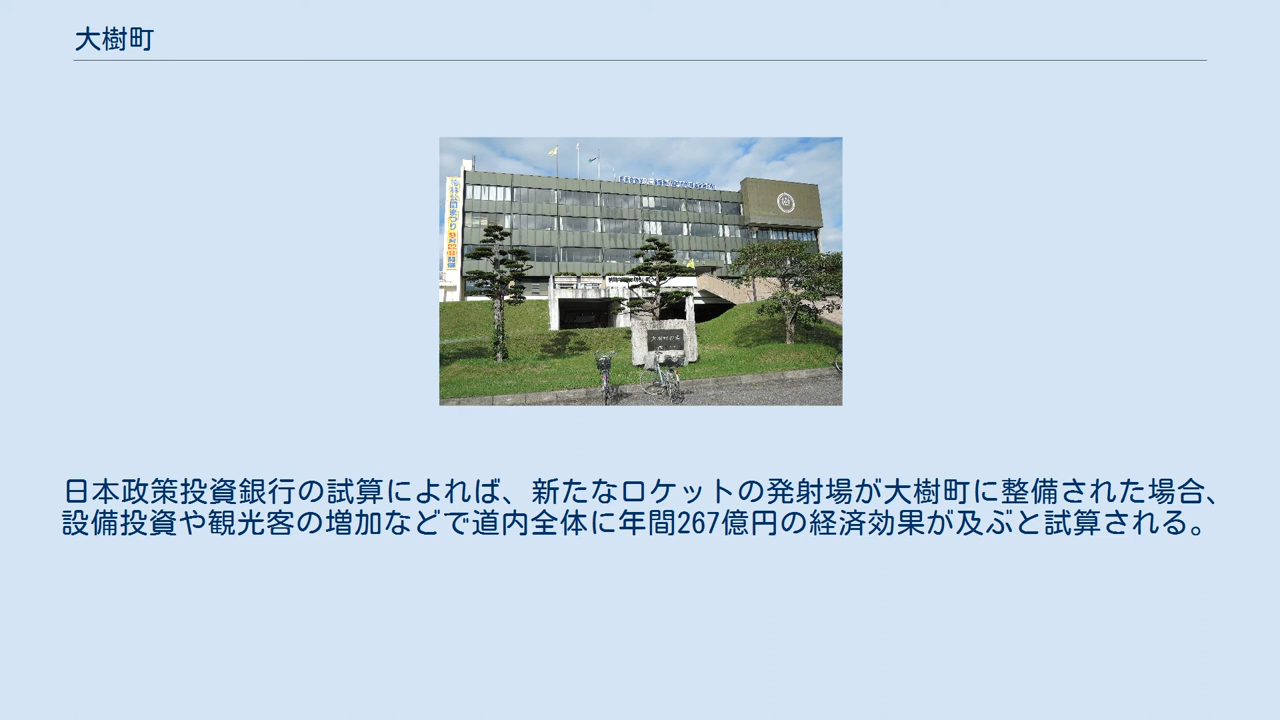 大樹町
日本政策投資銀行の試算によれば、新たなロケットの発射場が大樹町に整備された場合、
設備投資や観光客の増加などで道内全体に年間267億円の経済効果が及ぶと試算される。